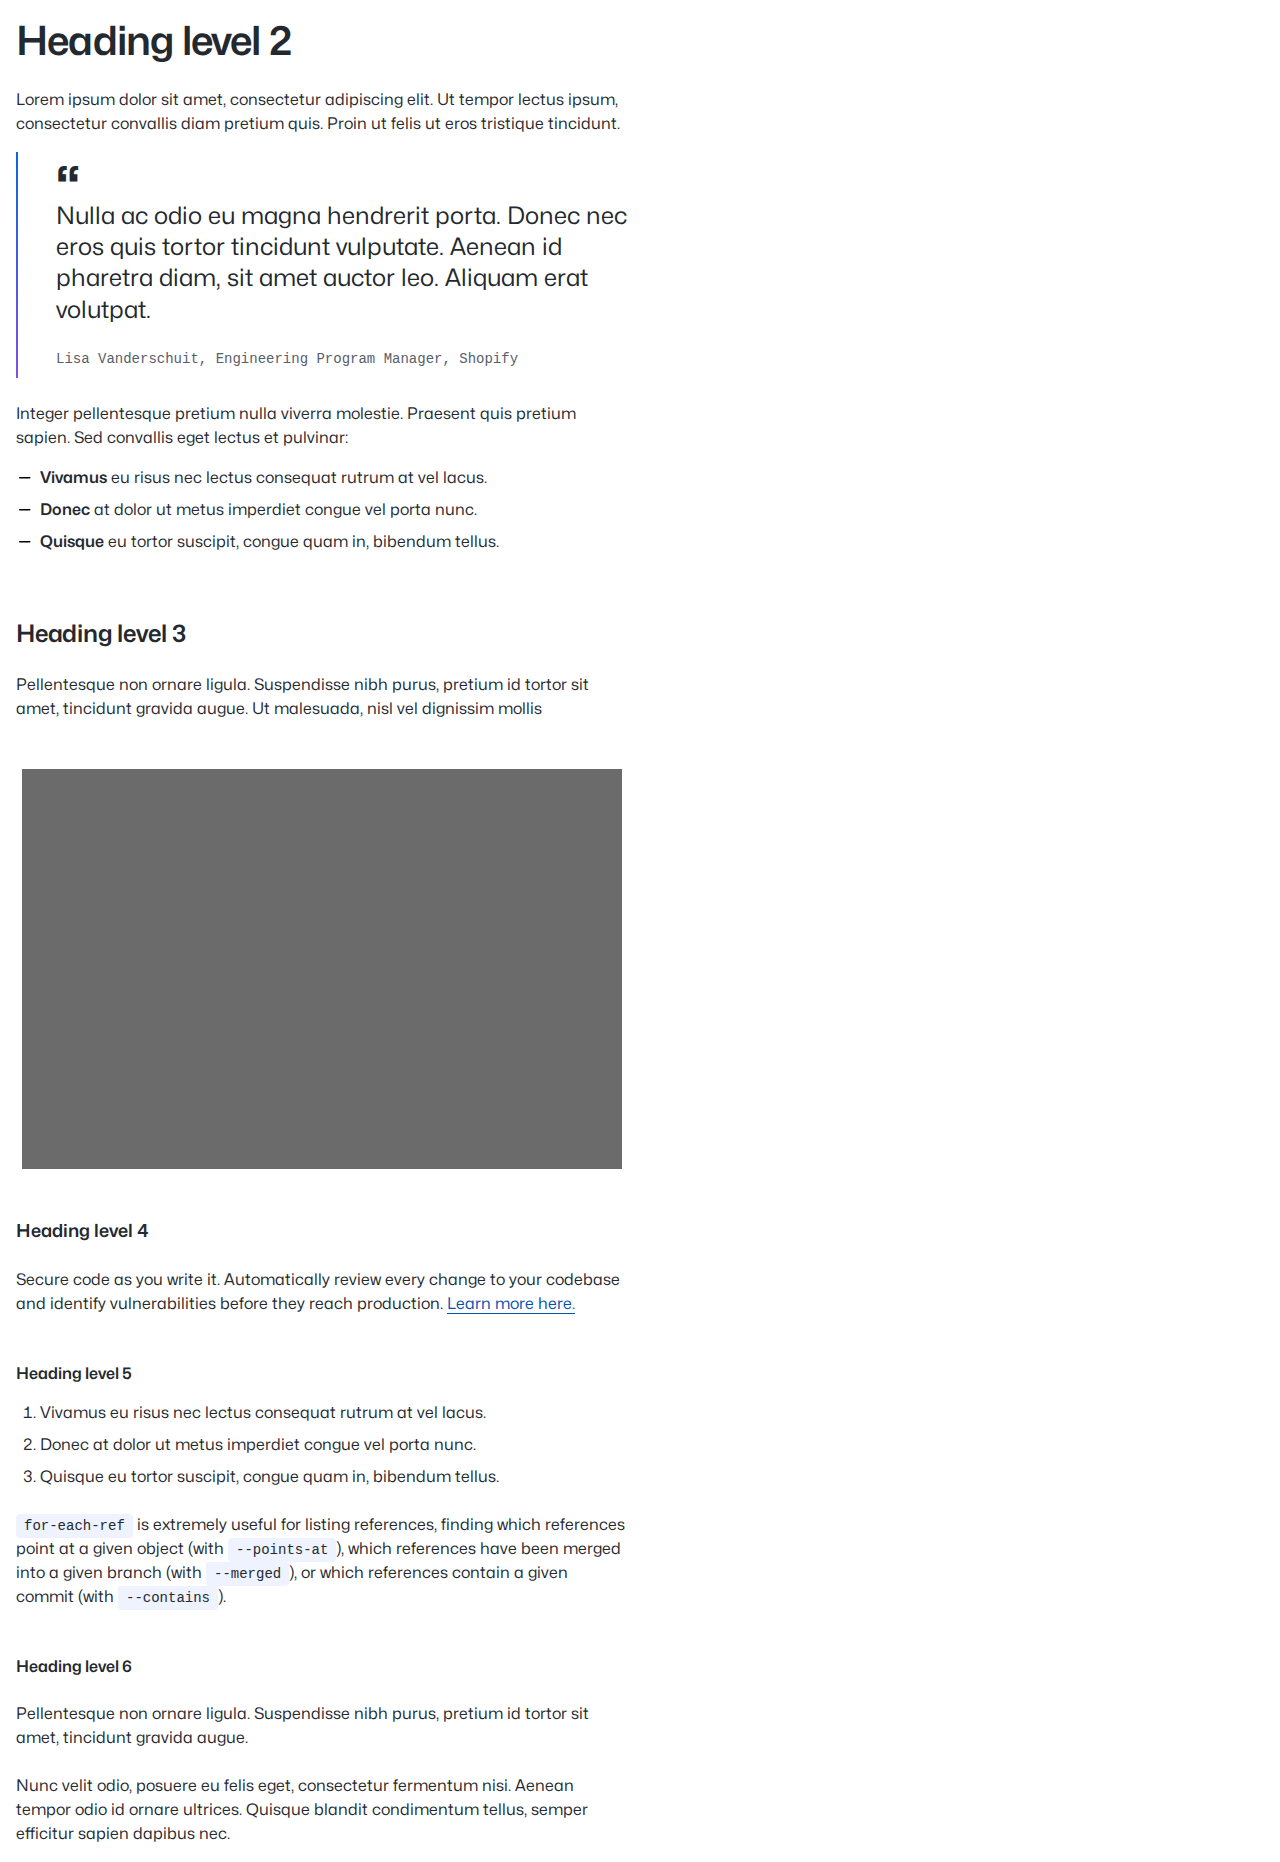 Heading level 2
Lorem ipsum dolor sit amet, consectetur adipiscing elit. Ut tempor lectus ipsum,
consectetur convallis diam pretium quis. Proin ut felis ut eros tristique tincidunt.
“
Nulla ac odio eu magna hendrerit porta. Donec nec
eros quis tortor tincidunt vulputate. Aenean id
pharetra diam, sit amet auctor leo. Aliquam erat
volutpat.
Lisa Vanderschuit, Engineering Program Manager, Shopify
Integer pellentesque pretium nulla viverra molestie. Praesent quis pretium
sapien. Sed convallis eget lectus et pulvinar:
– Vivamus eu risus nec lectus consequat rutrum at vel lacus.
– Donec at dolor ut metus imperdiet congue vel porta nunc.
– Quisque eu tortor suscipit, congue quam in, bibendum tellus.
Heading level 3
Pellentesque non ornare ligula. Suspendisse nibh purus, pretium id tortor sit
amet, tincidunt gravida augue. Ut malesuada, nisl vel dignissim mollis
Heading level 4
Secure code as you write it. Automatically review every change to your codebase
and identify vulnerabilities before they reach production. Learn more here.
Heading level 5
1. Vivamus eu risus nec lectus consequat rutrum at vel lacus.
2. Donec at dolor ut metus imperdiet congue vel porta nunc.
3. Quisque eu tortor suscipit, congue quam in, bibendum tellus.
for-each-ref is extremely useful for listing references, finding which references
point at a given object (with --points-at ), which references have been merged
into a given branch (with --merged ), or which references contain a given
commit (with --contains ).
Heading level 6
Pellentesque non ornare ligula. Suspendisse nibh purus, pretium id tortor sit
amet, tincidunt gravida augue.
Nunc velit odio, posuere eu felis eget, consectetur fermentum nisi. Aenean
tempor odio id ornare ultrices. Quisque blandit condimentum tellus, semper
efficitur sapien dapibus nec.